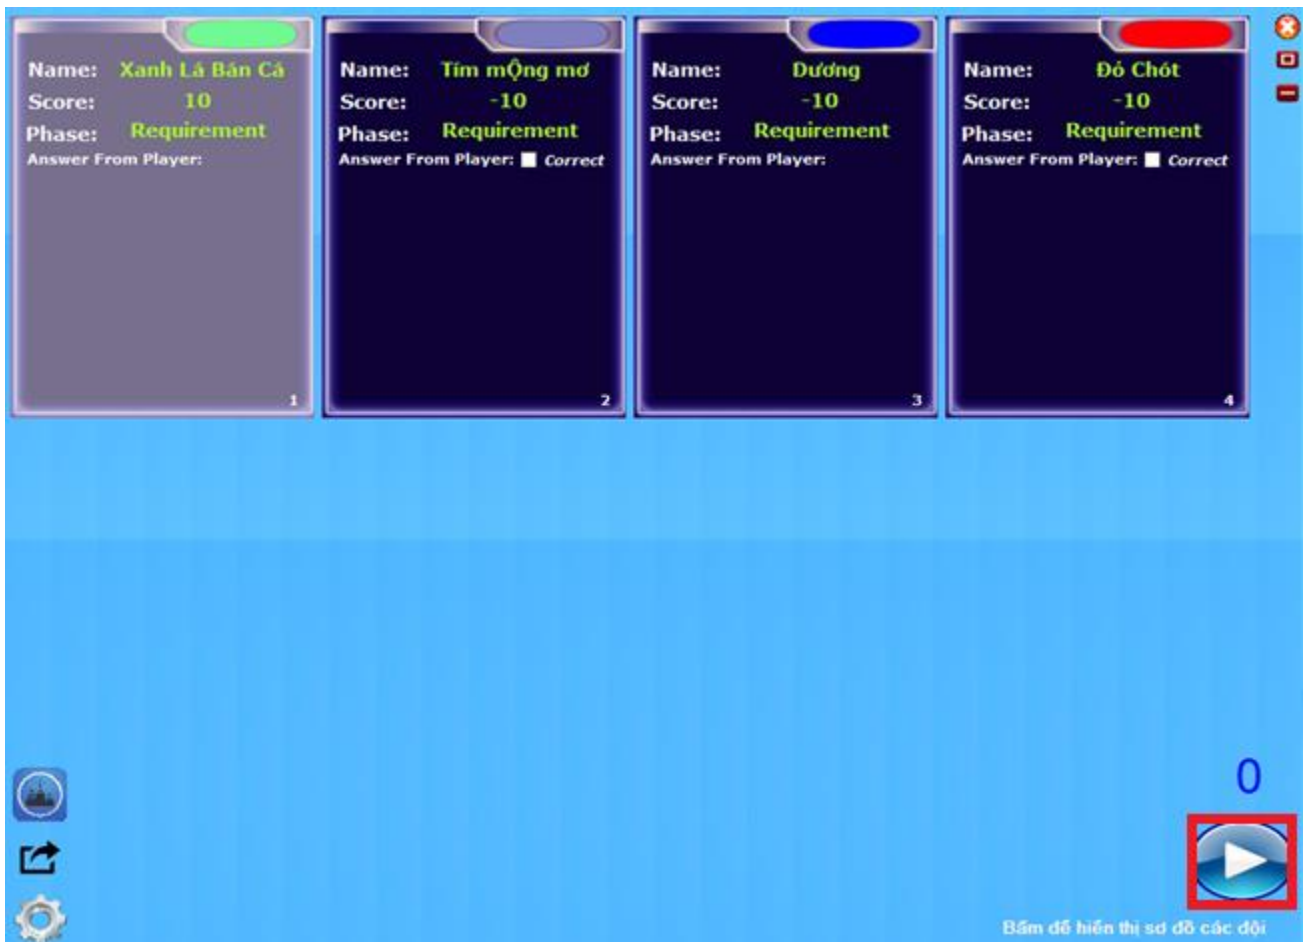 Name: Xanh Lá Bán Cá
Score: 10
Phase: Requirement
Answer From Player:
1
Name: Tím mỘng mơ
Score: -10
Phase: Requirement
Answer From Player: Correct
2
Name: Dương
Score: -10
Phase: Requirement
Answer From Player:
3
Name: Đỏ Chót
Score: -10
Phase: Requirement
Answer From Player: Correct
4
0
Bấm để hiển thị sơ đồ các đội